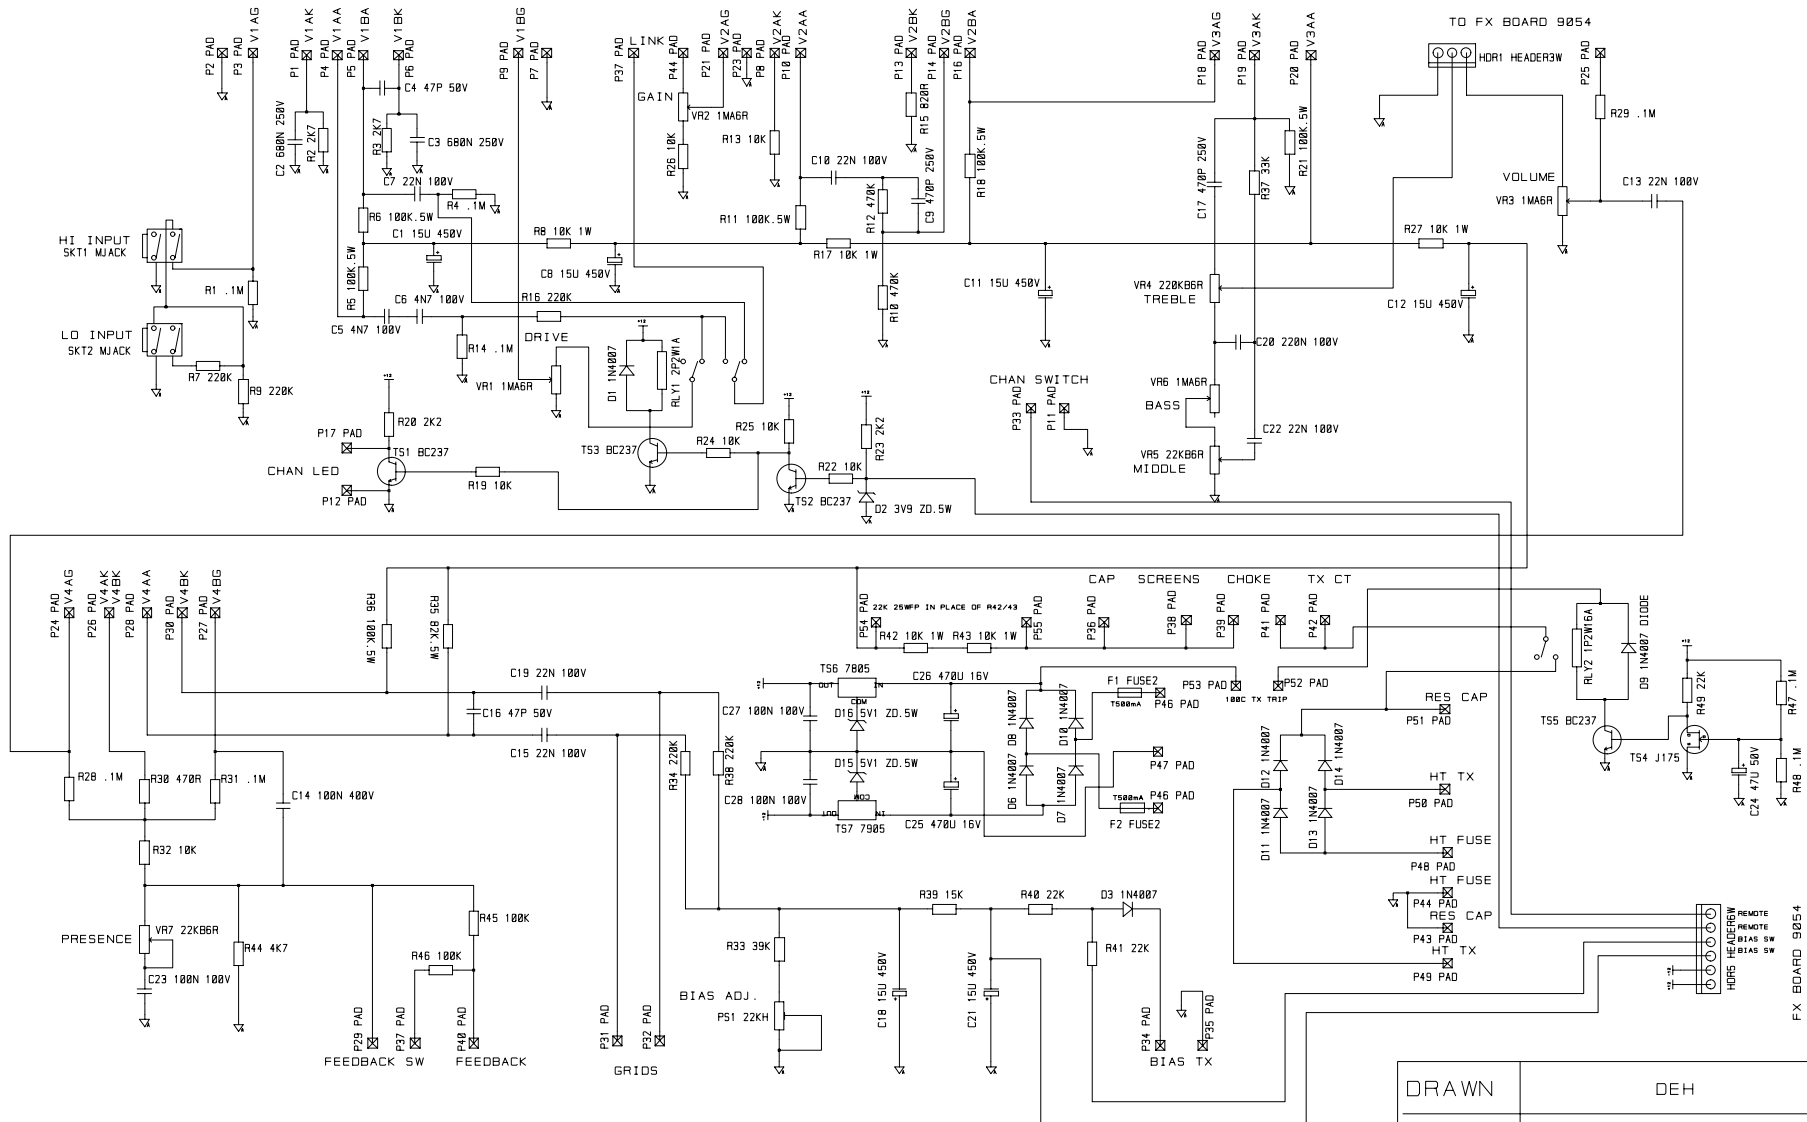 P2 PAD
P3 PAD
V1AG
P1 PAD
V1AK
P4 PAD
V1AA
P5 PAD
V1BA
P6 PAD
V1BK
P9 PAD
V1BG
P7 PAD
P37 PAD
LINK
P44 PAD
P21 PAD
V2AG
P23 PAD
P8 PAD
V2AK
P10 PAD
V2AA
P13 PAD
V2BK
P14 PAD
V2BG
P16 PAD
V2BA
P18 PAD
V3AG
P19 PAD
V3AK
P20 PAD
V3AA
TO FX BOARD 9054
HDR1 HEADER3W
P25 PAD
C4 47P 50V
C2 680N 250V
R2 2K7
R3 2K7
C3 680N 250V
GAIN
VR2 1MA6R
R26 10K
R13 10K
R15 820R
R18 100K.5W
C10 22N 100V
R12 470K
C9 470P 250V
C17 470P 250V
R37 33K
R21 100K.5W
R29 .1M
VOLUME
VR3 1MA6R
C13 22N 100V
C7 22N 100V
R4 .1M
R6 100K.5W
C1 15U 450V
R8 10K 1W
C8 15U 450V
R11 100K.5W
R17 10K 1W
R10 470K
C11 15U 450V
R27 10K 1W
C12 15U 450V
HI INPUT
SKT1 MJACK
R1 .1M
R5 100K.5W
C6 4N7 100V
C5 4N7 100V
R16 220K
LO INPUT
SKT2 MJACK
R7 220K
R9 220K
R14 .1M
DRIVE
VR1 1MA6R
D1 1N4007
RLY1 2P2W1A
+12
VR4 220KB6R
TREBLE
C20 220N 100V
VR6 1MA6R
BASS
C22 22N 100V
VR5 22KB6R
MIDDLE
CHAN SWITCH
P33 PAD
P11 PAD
+12
R20 2K2
P17 PAD
TS1 BC237
CHAN LED
P12 PAD
R19 10K
TS3 BC237
R24 10K
R25 10K
+12
TS2 BC237
R22 10K
+12
R23 2K2
D2 3V9 ZD.5W
P24 PAD
V4AG
P26 PAD
V4AK
V4BK
P28 PAD
V4AA
P30 PAD
V4BK
P27 PAD
V4BG
R36 100K.5W
R35 82K.5W
P54 PAD
22K 25WFP IN PLACE OF R42/43
R42 10K 1W
R43 10K 1W
P55 PAD
CAP
P36 PAD
SCREENS
P38 PAD
CHOKE
P39 PAD
TX CT
P41 PAD
P42 PAD
RLY2 1P2W16A
D9 1N4007 DIODE
+12
R49 22K
R47 .1M
TS5 BC237
TS4 J175
C24 47U 50V
R48 .1M
C19 22N 100V
C16 47P 50V
C15 22N 100V
R34 220K
R38 220K
TS6 7805
OUT
IN
COM
C26 470U 16V
C27 100N 100V
D16 5V1 ZD.5W
D15 5V1 ZD.5W
C28 100N 100V
COM
OUT
IN
TS7 7905
C25 470U 16V
D8 1N4007
D10 1N4007
D6 1N4007
D7 1N4007
F1 FUSE2
T500mA
P46 PAD
P47 PAD
T500mA
P46 PAD
F2 FUSE2
P53 PAD
P52 PAD
100C TX TRIP
RES CAP
P51 PAD
D12 1N4007
D14 1N4007
HT TX
P50 PAD
D11 1N4007
D13 1N4007
HT FUSE
P48 PAD
HT FUSE
P44 PAD
RES CAP
P43 PAD
HT TX
P49 PAD
R28 .1M
R30 470R
R31 .1M
C14 100N 400V
R32 10K
PRESENCE
VR7 22KB6R
C23 100N 100V
R44 4K7
R45 100K
R46 100K
P29 PAD
P37 PAD
P40 PAD
FEEDBACK SW
FEEDBACK
P31 PAD
P32 PAD
GRIDS
R33 39K
BIAS ADJ.
PS1 22KH
C18 15U 450V
R39 15K
C21 15U 450V
R40 22K
D3 1N4007
R41 22K
P34 PAD
P35 PAD
BIAS TX
REMOTE
REMOTE
BIAS SW
BIAS SW
HDR5 HEADER6W
FX BOARD 9054
DRAWN
DEH